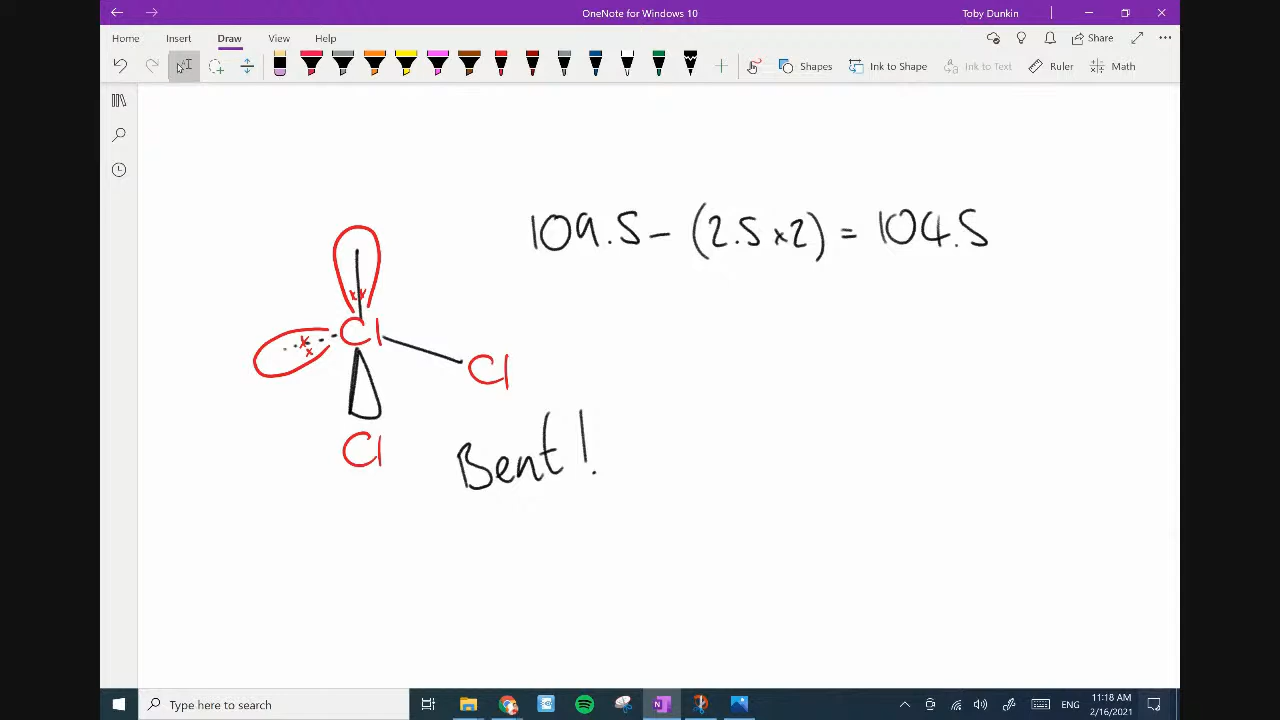 OneNote for Windows 10
Toby Dunkin
Home Insert Draw View Help
Share
Shapes Ink to Shape Ink to Text Ruler Math
109.5 - (2.5 x 2) = 104.5
xx
Cl
x
x
Cl
Cl
Bent!
Type here to search
ENG
11:18 AM
2/16/2021